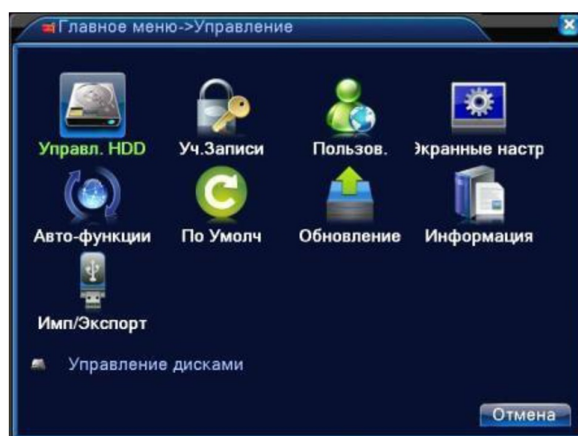 Главное меню->Управление
Управл. HDD Уч.Записи Пользов. Экранные настр
Авто-функции По Умолч Обновление Информация
Имп/Экспорт
Управление дисками
Отмена